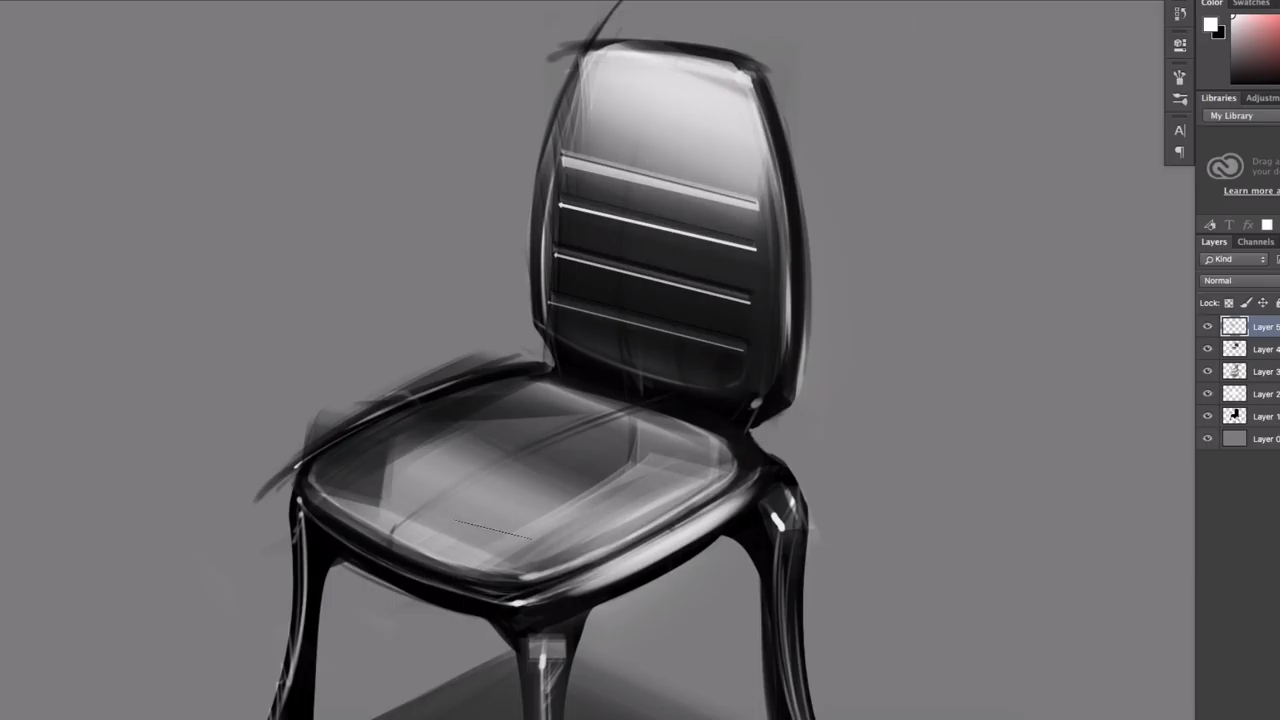 Color Swatches
Libraries Adjustm
My Library
Drag a
your de
Learn more a
Layers Channels
Kind
Normal
Lock:
Layer 5
Layer 4
Layer 3
Layer 2
Layer 1
Layer 0